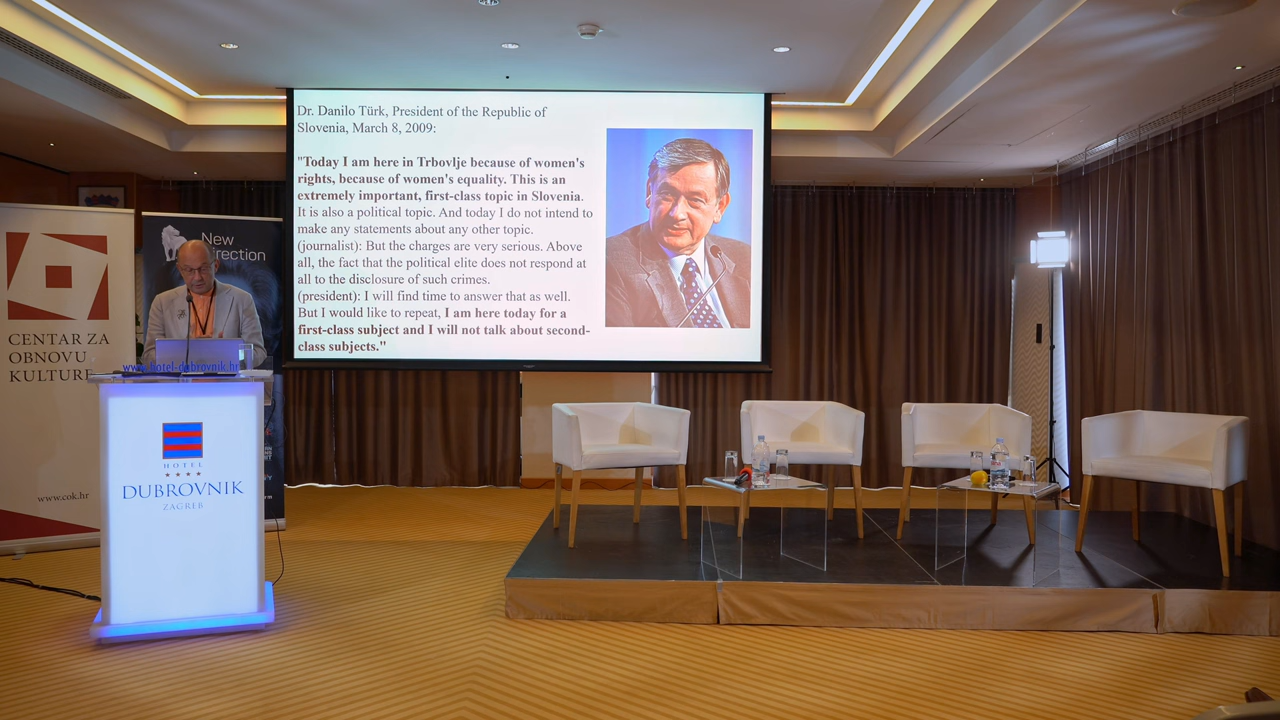 Dr. Danilo Türk, President of the Republic of
Slovenia, March 8, 2009:
"Today I am here in Trbovlje because of women's
rights, because of women's equality. This is an
extremely important, first-class topic in Slovenia.
It is also a political topic. And today I do not intend to
make any statements about any other topic.
(journalist): But the charges are very serious. Above
all, the fact that the political elite does not respond at
all to the disclosure of such crimes.
(president): I will find time to answer that as well.
But I would like to repeat, I am here today for a
first-class subject and I will not talk about second-
class subjects."
New
Direction
CENTAR ZA
OBNOVU
KULTURE
www.cok.hr
www.hotel-dubrovnik.hr
HOTEL
DUBROVNIK
ZAGREB